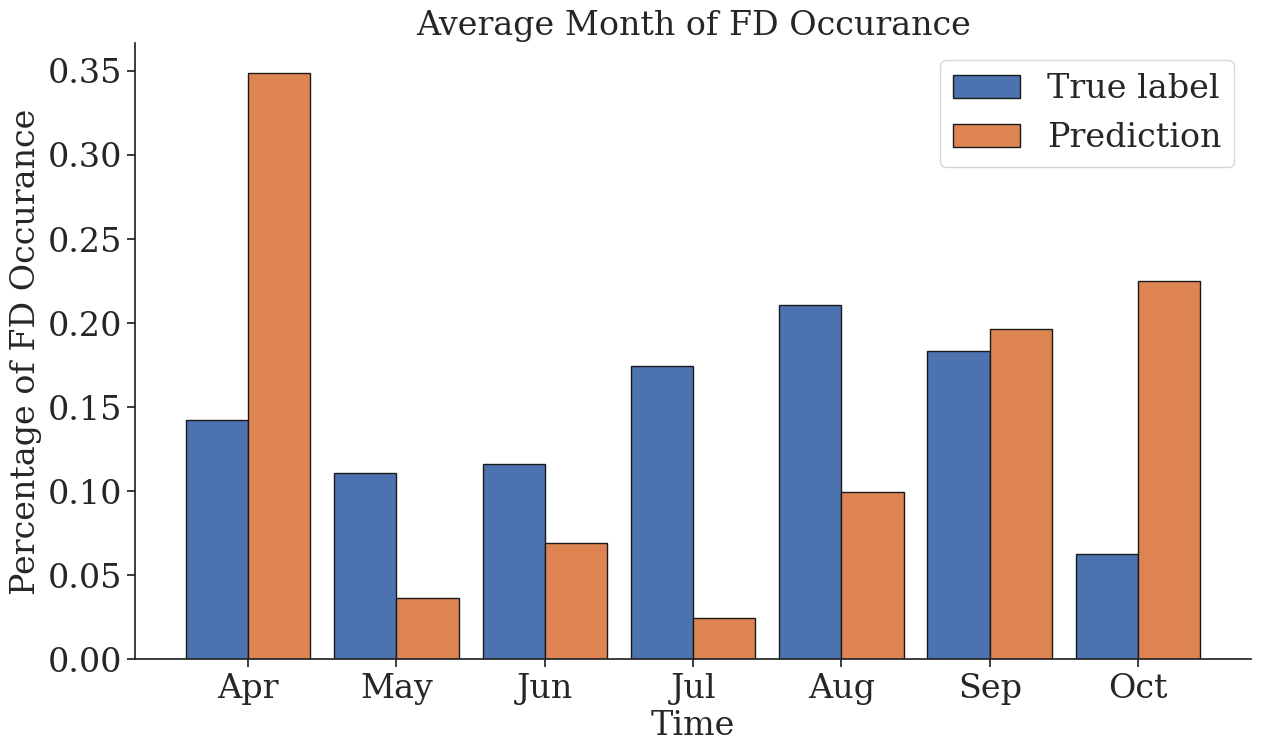 Average Month of FD Occurance
True label
Prediction
Percentage of FD Occurance
0.35
0.30
0.25
0.20
0.15
0.10
0.05
0.00
Apr May Jun Jul Aug Sep Oct
Time